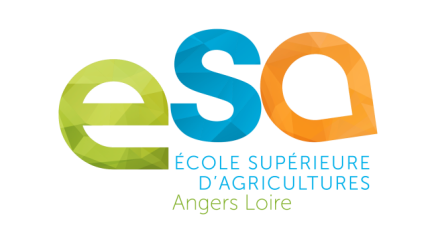 esa
ÉCOLE SUPÉRIEURE
D'AGRICULTURES
Angers Loire